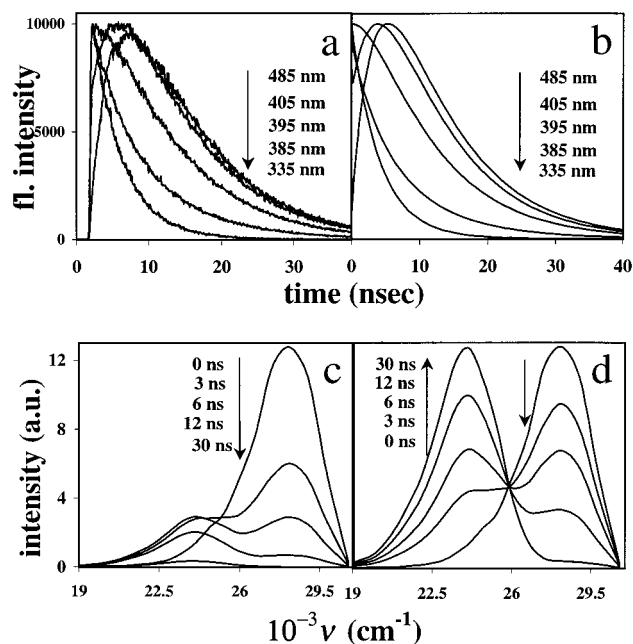 10000
5000
0
fl. intensity
a
485 nm
405 nm
395 nm
385 nm
335 nm
b
485 nm
405 nm
395 nm
385 nm
335 nm
0 10 20 30 0 10 20 30 40
time (nsec) time (nsec)
12
8
4
0
intensity (a.u.)
c
0 ns
3 ns
6 ns
12 ns
30 ns
d
30 ns
12 ns
6 ns
3 ns
0 ns
19 22.5 26 29.5 19 22.5 26 29.5
10⁻³ν (cm⁻¹)